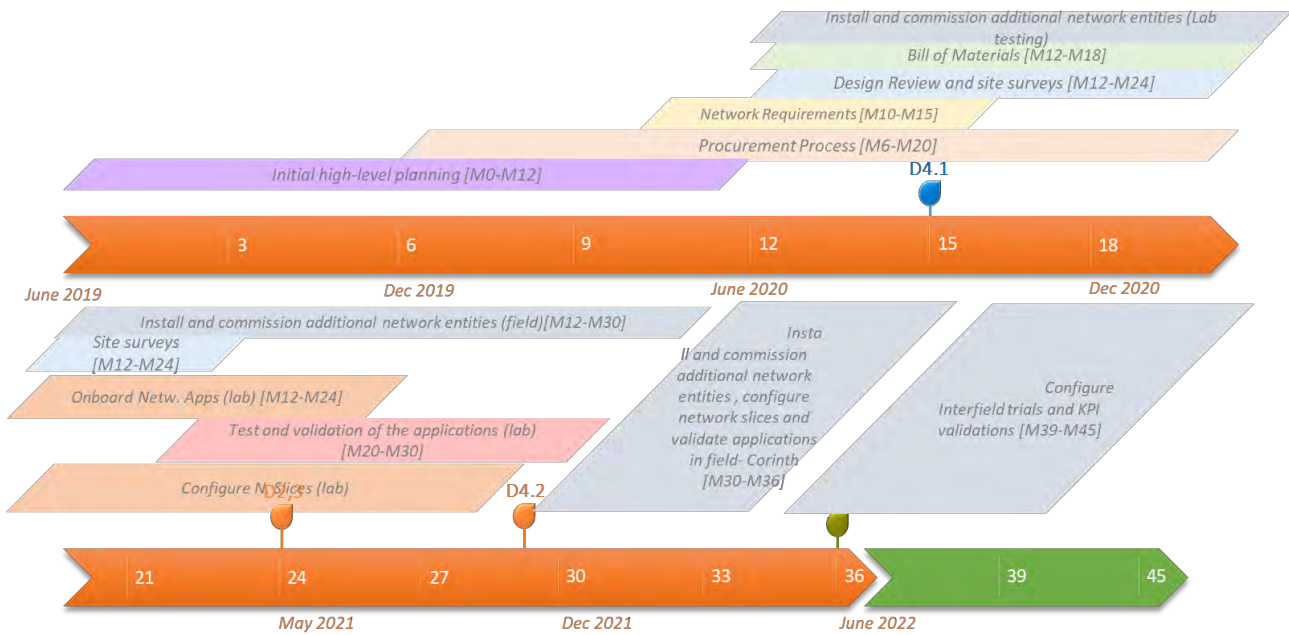 Install and commission additional network entities (Lab
testing)
Bill of Materials [M12-M18]
Design Review and site surveys [M12-M24]
Network Requirements [M10-M15]
Procurement Process [M6-M20]
Initial high-level planning [M0-M12]
D4.1
3 6 9 12 15 18
June 2019 Dec 2019 June 2020 Dec 2020
Install and commission additional network entities (field)[M12-M30]
Site surveys
[M12-M24]
Onboard Netw. Apps (lab) [M12-M24]
Test and validation of the applications (lab)
[M20-M30]
Configure N. Slices (lab)
Insta
ll and commission
additional network
entities , configure
network slices and
validate applications
in field- Corinth
[M30-M36]
Configure
Interfield trials and KPI
validations [M39-M45]
D2,3 D4.2
21 24 27 30 33 36 39 45
May 2021 Dec 2021 June 2022